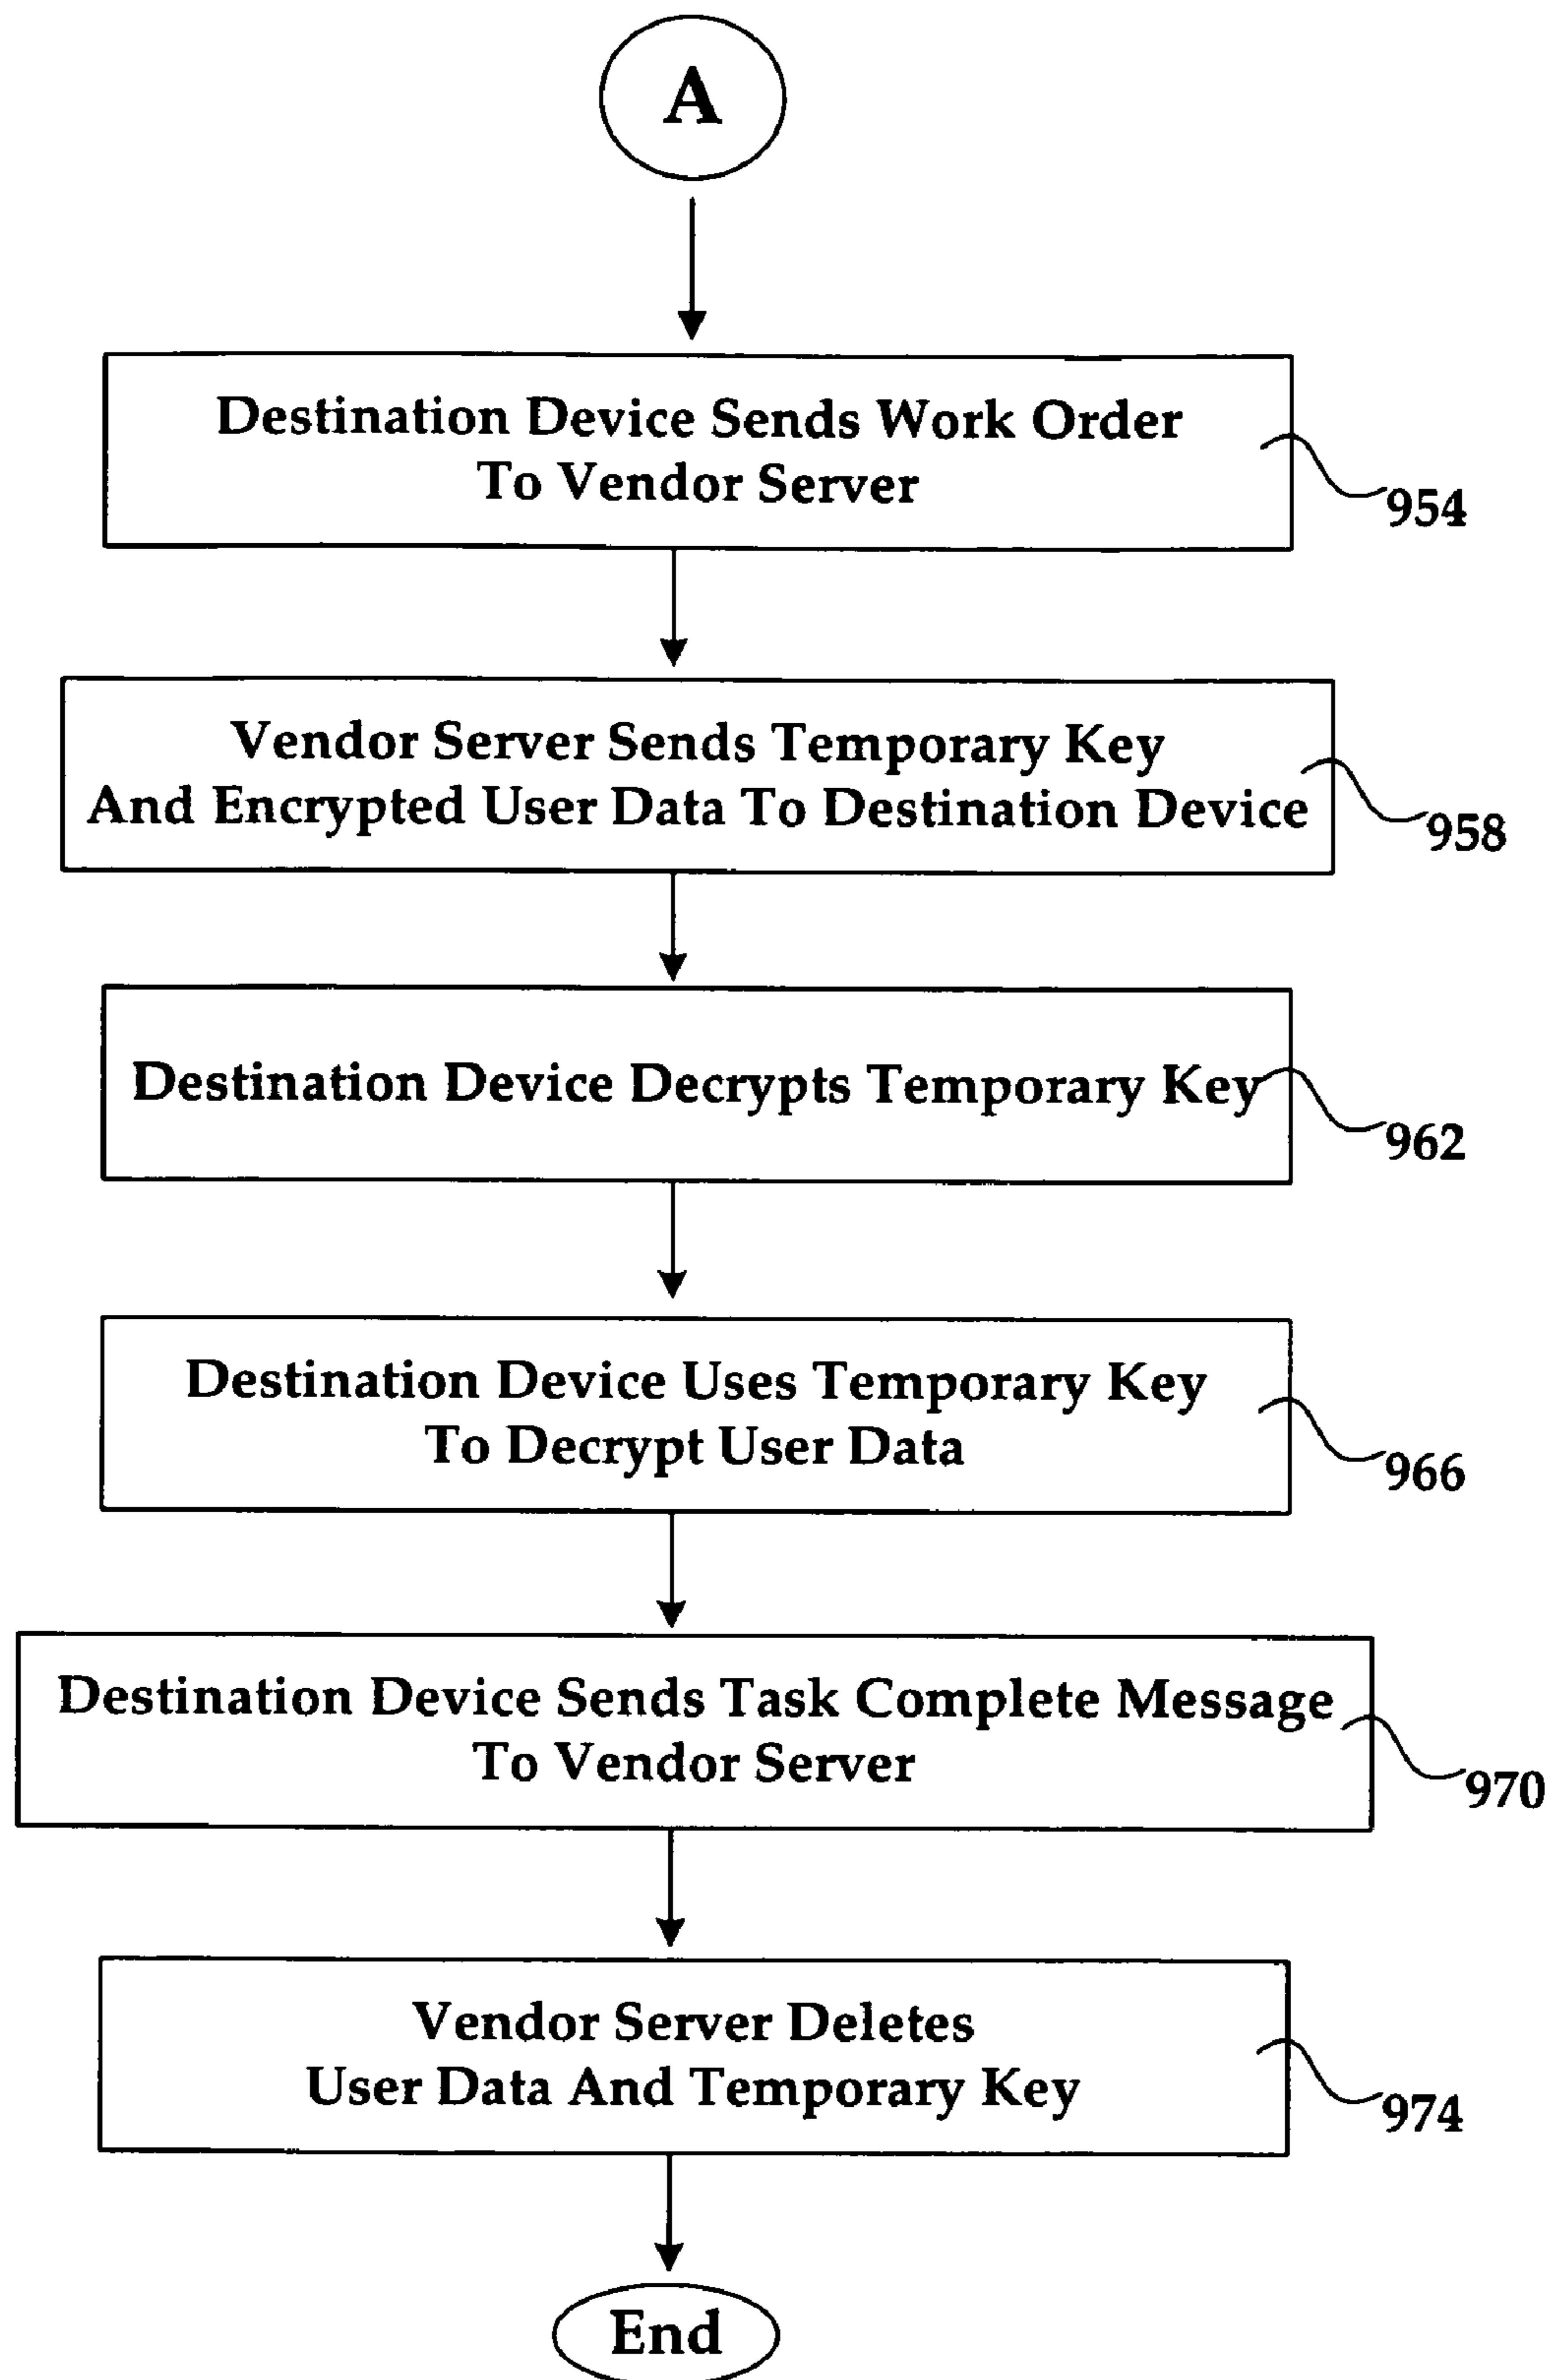 A
Destination Device Sends Work Order
To Vendor Server
954
Vendor Server Sends Temporary Key
And Encrypted User Data To Destination Device
958
Destination Device Decrypts Temporary Key
962
Destination Device Uses Temporary Key
To Decrypt User Data
966
Destination Device Sends Task Complete Message
To Vendor Server
970
Vendor Server Deletes
User Data And Temporary Key
974
End